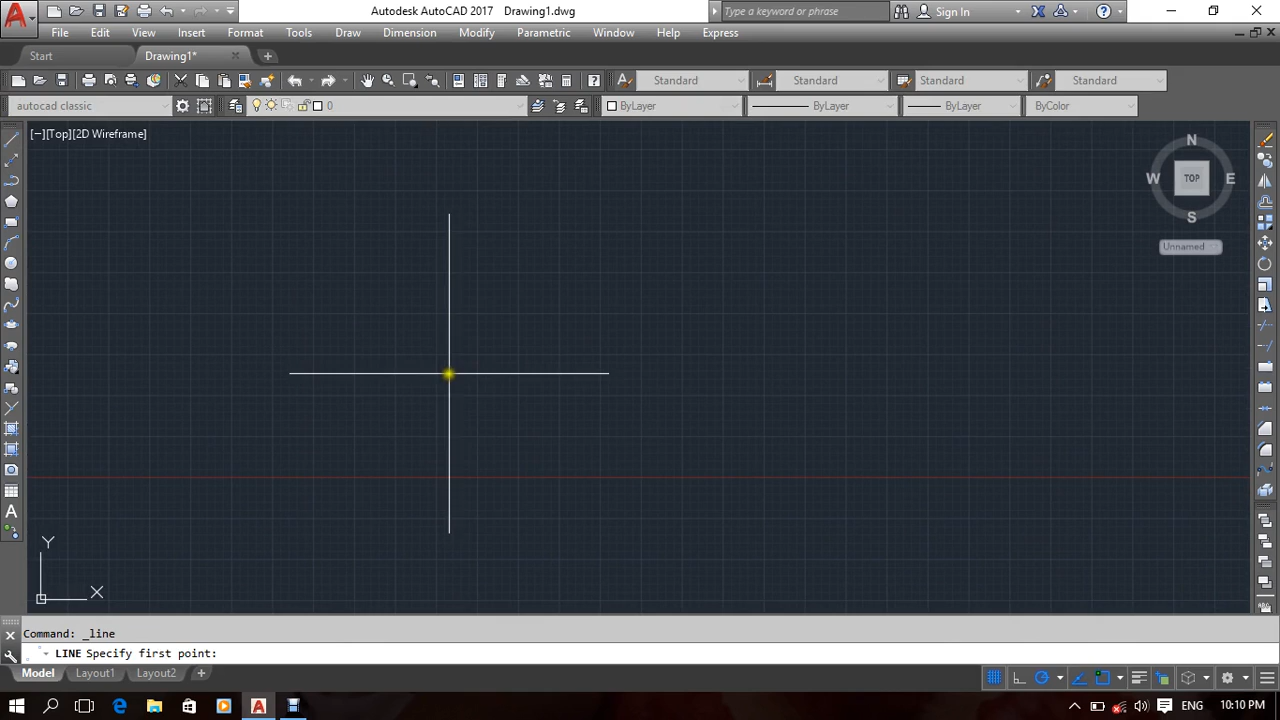 Autodesk AutoCAD 2017 Drawing1.dwg
Type a keyword or phrase
Sign In
File Edit View Insert Format Tools Draw Dimension Modify Parametric Window Help Express
Start
Drawing1*
Standard
Standard
Standard
Standard
autocad classic
0
ByLayer
ByLayer
ByLayer
ByColor
[−][Top][2D Wireframe]
N
W
TOP
E
S
Unnamed
Y
X
A
Command: _line
LINE Specify first point:
Model
Layout1
Layout2
ENG
10:10 PM